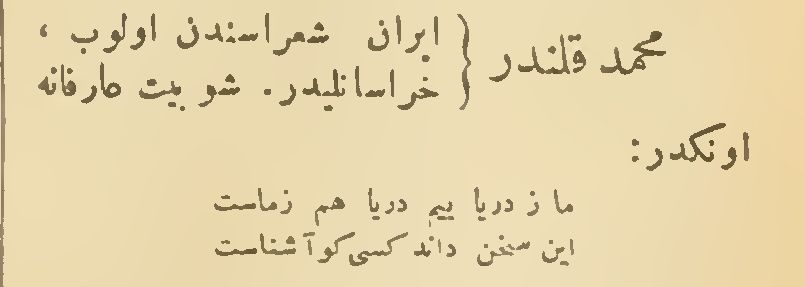 محمد قلندر { ایران شعراسندن اولوب ،
خراسانلیدر. شو بیت عارفانه
اونکدر:
ما ز دریا ییم دریا هم زماست
این سخن داند کسی کو آشناست